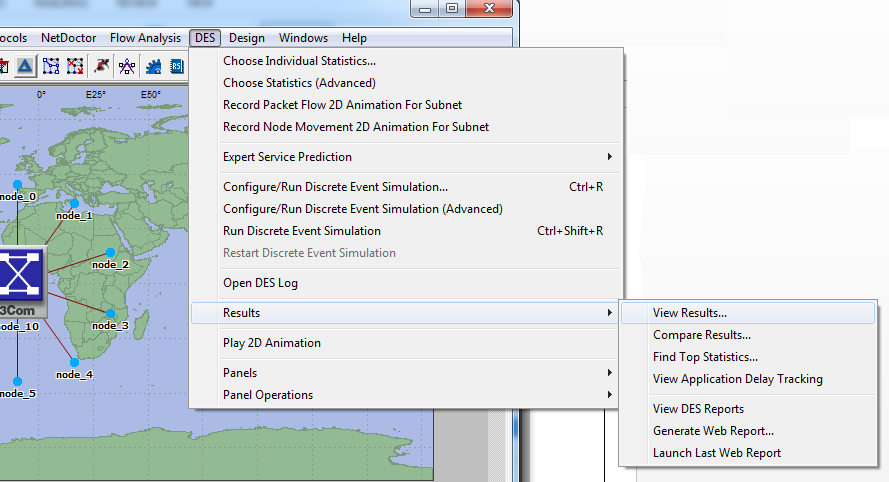 ocols NetDoctor Flow Analysis DES Design Windows Help
RS
0° E25° E50°
Choose Individual Statistics...
Choose Statistics (Advanced)
Record Packet Flow 2D Animation For Subnet
Record Node Movement 2D Animation For Subnet
Expert Service Prediction
Configure/Run Discrete Event Simulation... Ctrl+R
Configure/Run Discrete Event Simulation (Advanced)
Run Discrete Event Simulation Ctrl+Shift+R
Restart Discrete Event Simulation
Open DES Log
Results
Play 2D Animation
Panels
Panel Operations
View Results...
Compare Results...
Find Top Statistics...
View Application Delay Tracking
View DES Reports
Generate Web Report...
Launch Last Web Report
node_0
node_1
node_2
3Com
ode_10
node_3
node_4
node_5